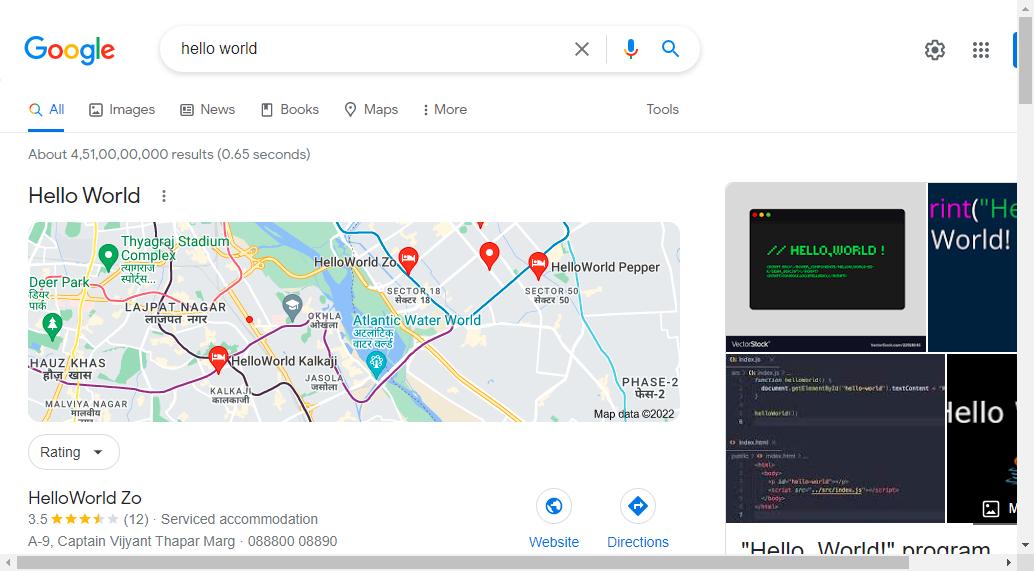 Google
hello world
All
Images
News
Books
Maps
More
Tools
About 4,51,00,00,000 results (0.65 seconds)
Hello World
Thyagraj Stadium
Complex
त्यागराज
स्पोर्ट्स...
Deer Park
डियर
पार्क
LAJPAT NAGAR
लाजपत नगर
HAUZ KHAS
हौज़ खास
MALVIYA NAGAR
मालवीय
नगर
HelloWorld Kalkaji
KALKAJI
कालकाजी
OKHLA
ओखला
JASOLA
जसोला
HelloWorld Zo
SECTOR 18
सेक्टर 18
Atlantic Water World
अटलांटिक
वाटर वर्ल्ड
HelloWorld Pepper
SECTOR 50
सेक्टर 50
PHASE-2
फेस-2
Map data ©2022
Rating
HelloWorld Zo
3.5 (12) · Serviced accommodation
A-9, Captain Vijyant Thapar Marg · 088800 08890
Website
Directions
// HELLO,WORLD !
VectorStock
rint("He
World!
index.js
src > index.js > ...
function helloWorld() {
document.getElementById("hello-world").textContent = "H
}
helloWorld();
index.html
public > index.html > ...
<html>
<body>
<p id="hello-world"></p>
<script src="../src/index.js"></script>
</body>
</html>
Hello
M
"Hello, World!" program